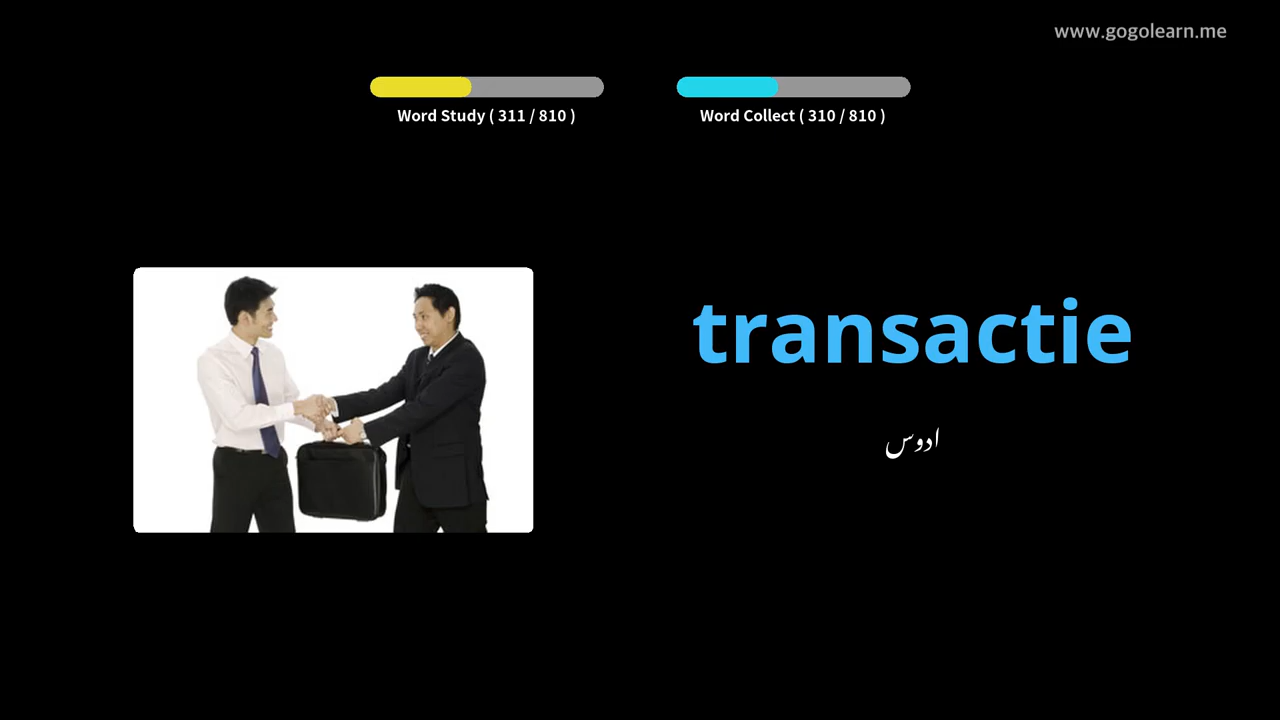 www.gogolearn.me
Word Study ( 311 / 810 )
Word Collect ( 310 / 810 )
transactie
ادوس